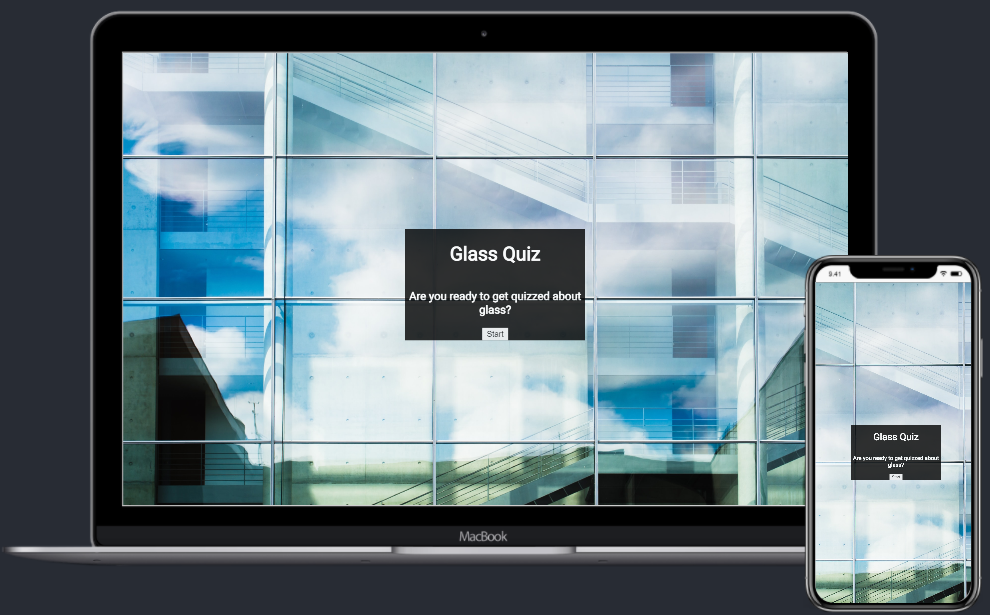 Glass Quiz
Are you ready to get quizzed about
glass?
Start
MacBook
9:41
Glass Quiz
Are you ready to get quizzed about
glass?